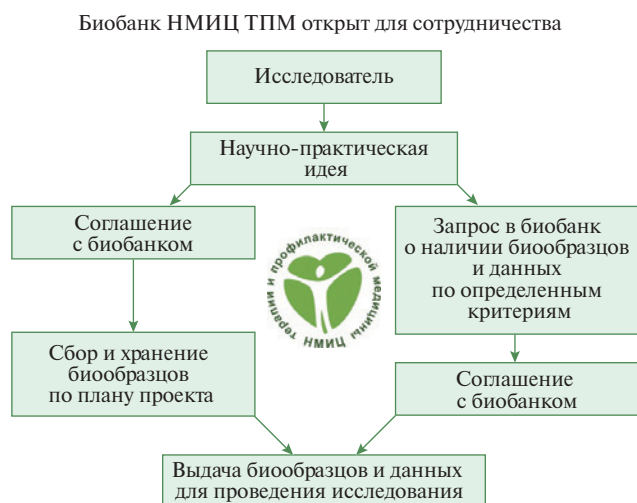 Биобанк НМИЦ ТПМ открыт для сотрудничества
Исследователь
Научно-практическая
идея
Соглашение
с биобанком
Запрос в биобанк
о наличии биообразцов
и данных
по определенным
критериям
терапии и профилактической медицины
НМИЦ
Сбор и хранение
биообразцов
по плану проекта
Соглашение
с биобанком
Выдача биообразцов и данных
для проведения исследования